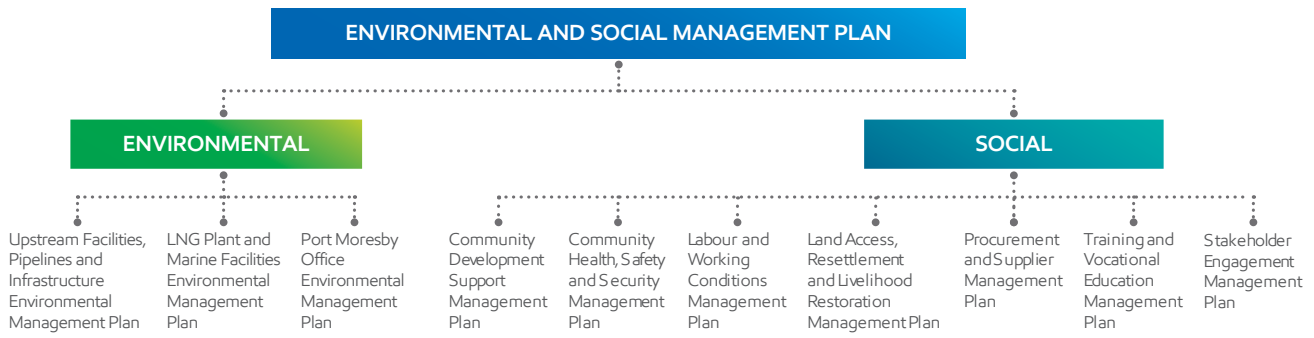 ENVIRONMENTAL AND SOCIAL MANAGEMENT PLAN
ENVIRONMENTAL
SOCIAL
Upstream Facilities,
Pipelines and
Infrastructure
Environmental
Management Plan
LNG Plant and
Marine Facilities
Environmental
Management
Plan
Port Moresby
Office
Environmental
Management
Plan
Community
Development
Support
Management
Plan
Community
Health, Safety
and Security
Management
Plan
Labour and
Working
Conditions
Management
Plan
Land Access,
Resettlement
and Livelihood
Restoration
Management Plan
Procurement
and Supplier
Management
Plan
Training and
Vocational
Education
Management
Plan
Stakeholder
Engagement
Management
Plan